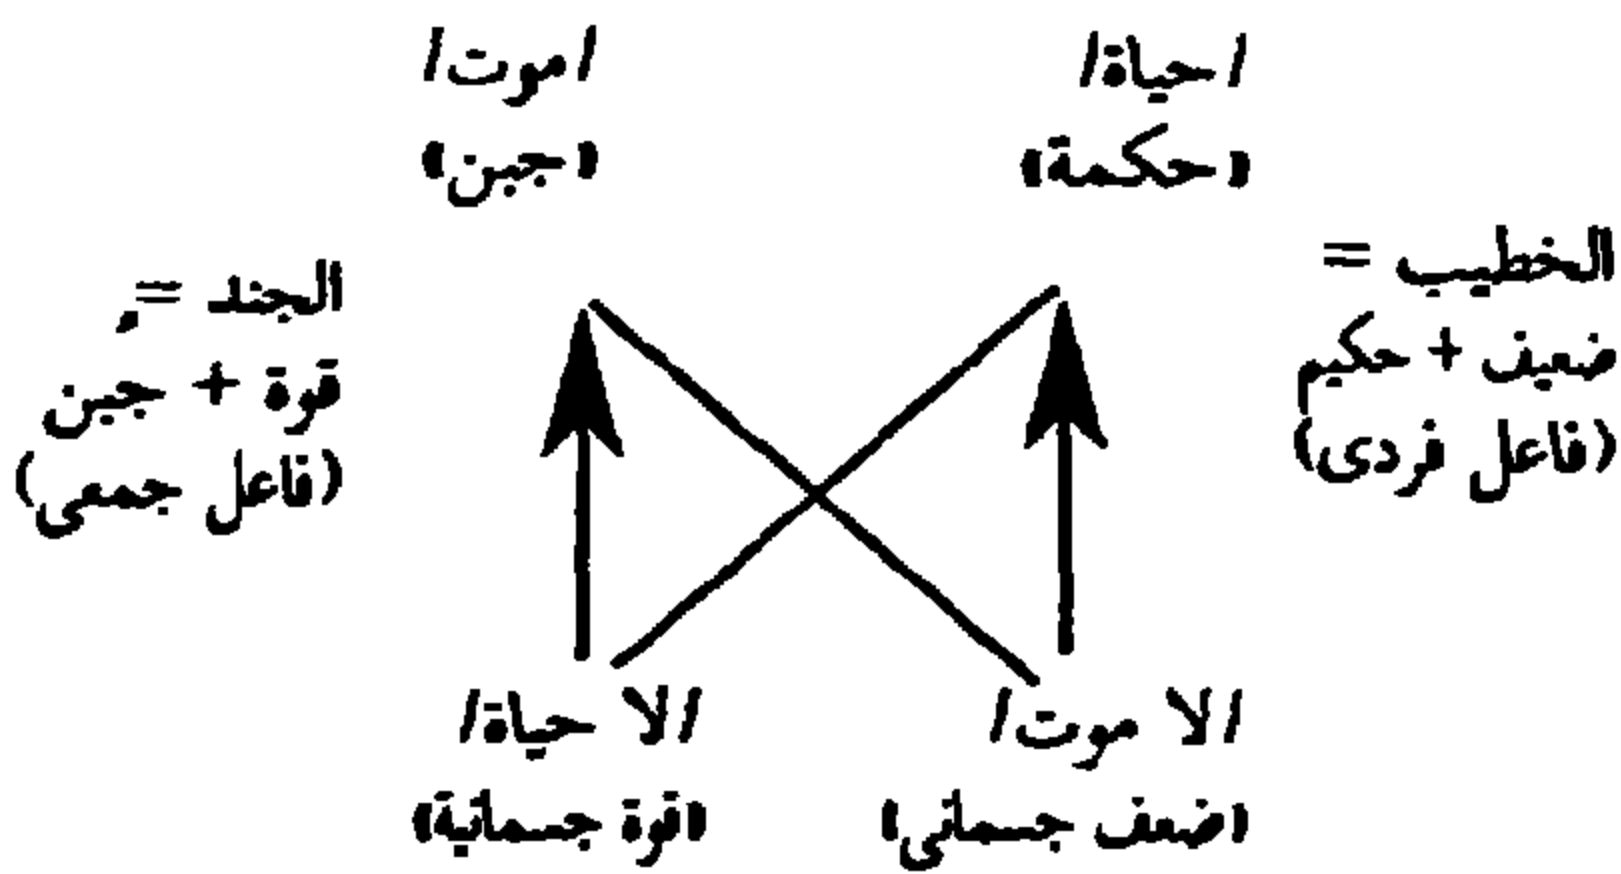 /حياة/
«حكمة»
/موت/
«جبن»
الخطيب =
ضعيف + حكيم
(فاعل فردى)
الجند =
قوة + جبن
(فاعل جمعى)
/لا موت/
«ضعف جسمانى»
/لا حياة/
«قوة جسمانية»